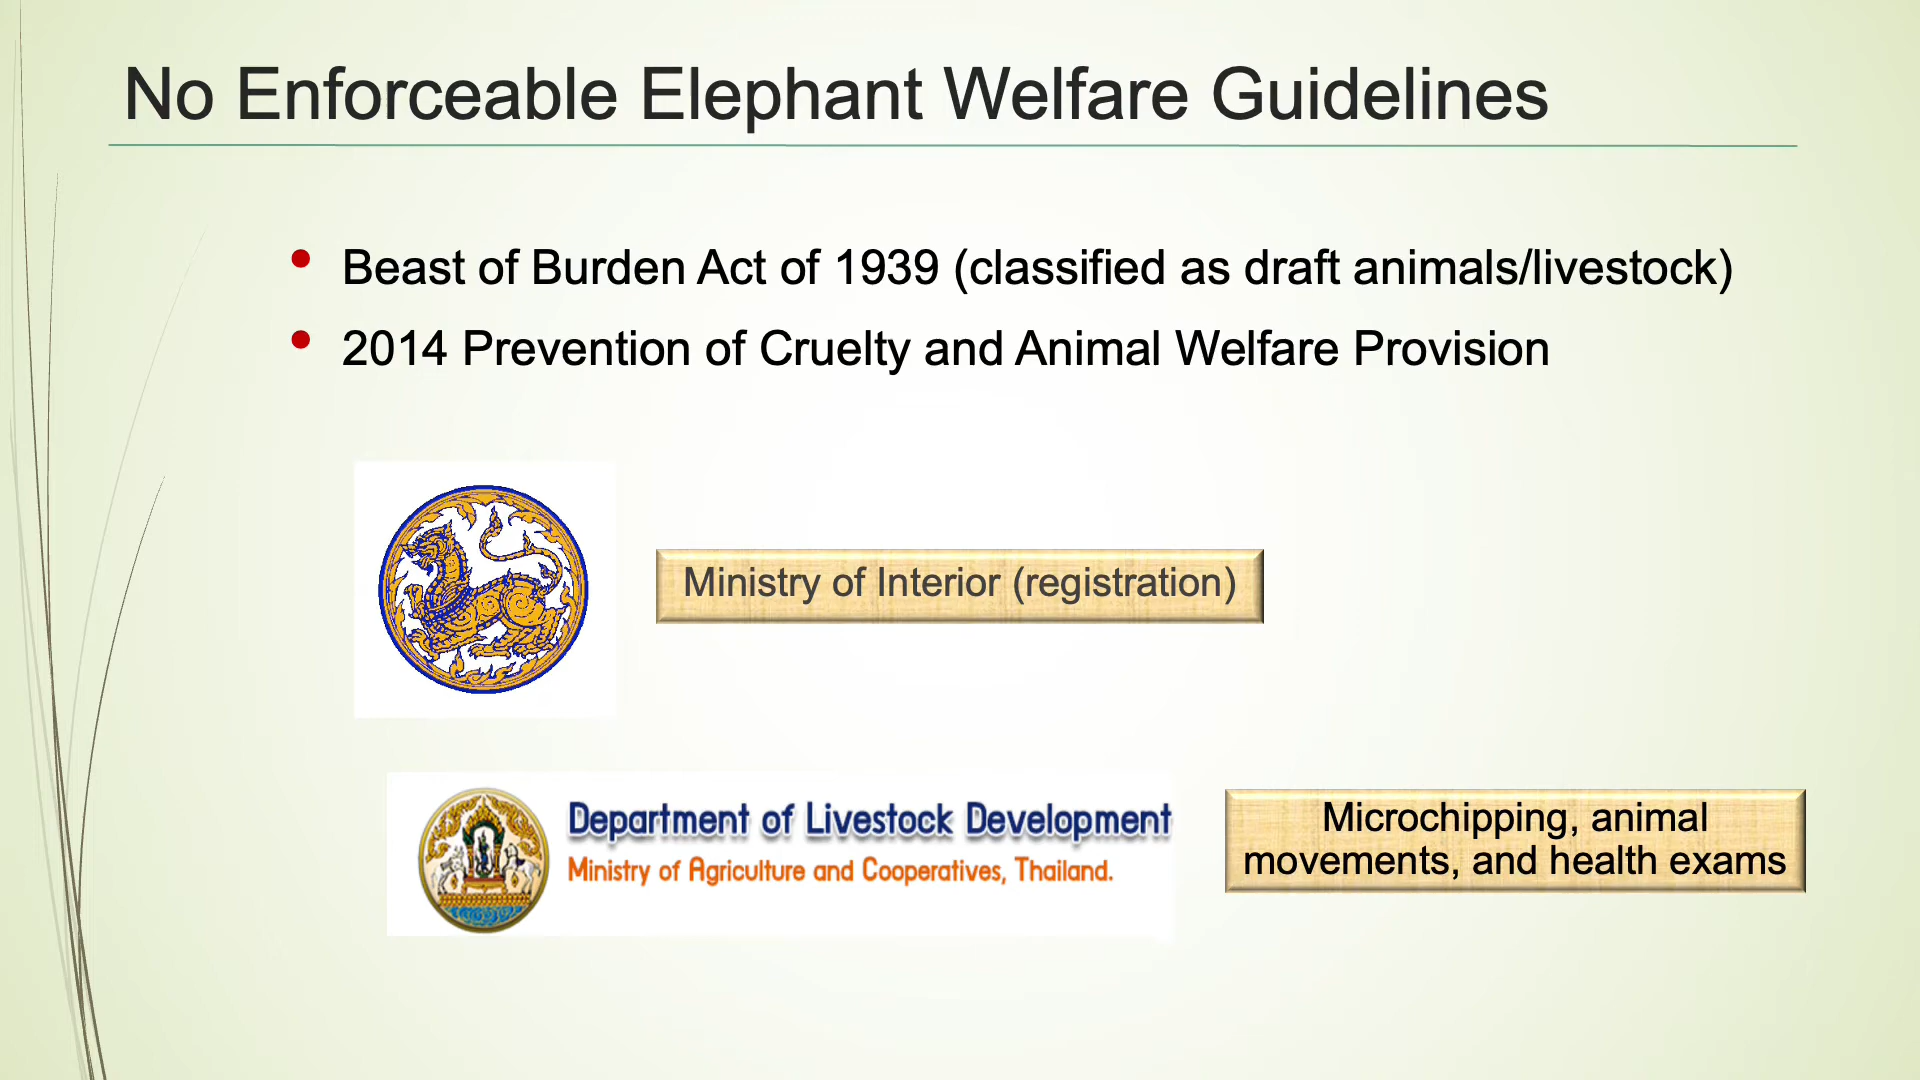 No Enforceable Elephant Welfare Guidelines
• Beast of Burden Act of 1939 (classified as draft animals/livestock)
• 2014 Prevention of Cruelty and Animal Welfare Provision
Ministry of Interior (registration)
Department of Livestock Development
Ministry of Agriculture and Cooperatives, Thailand.
Microchipping, animal
movements, and health exams